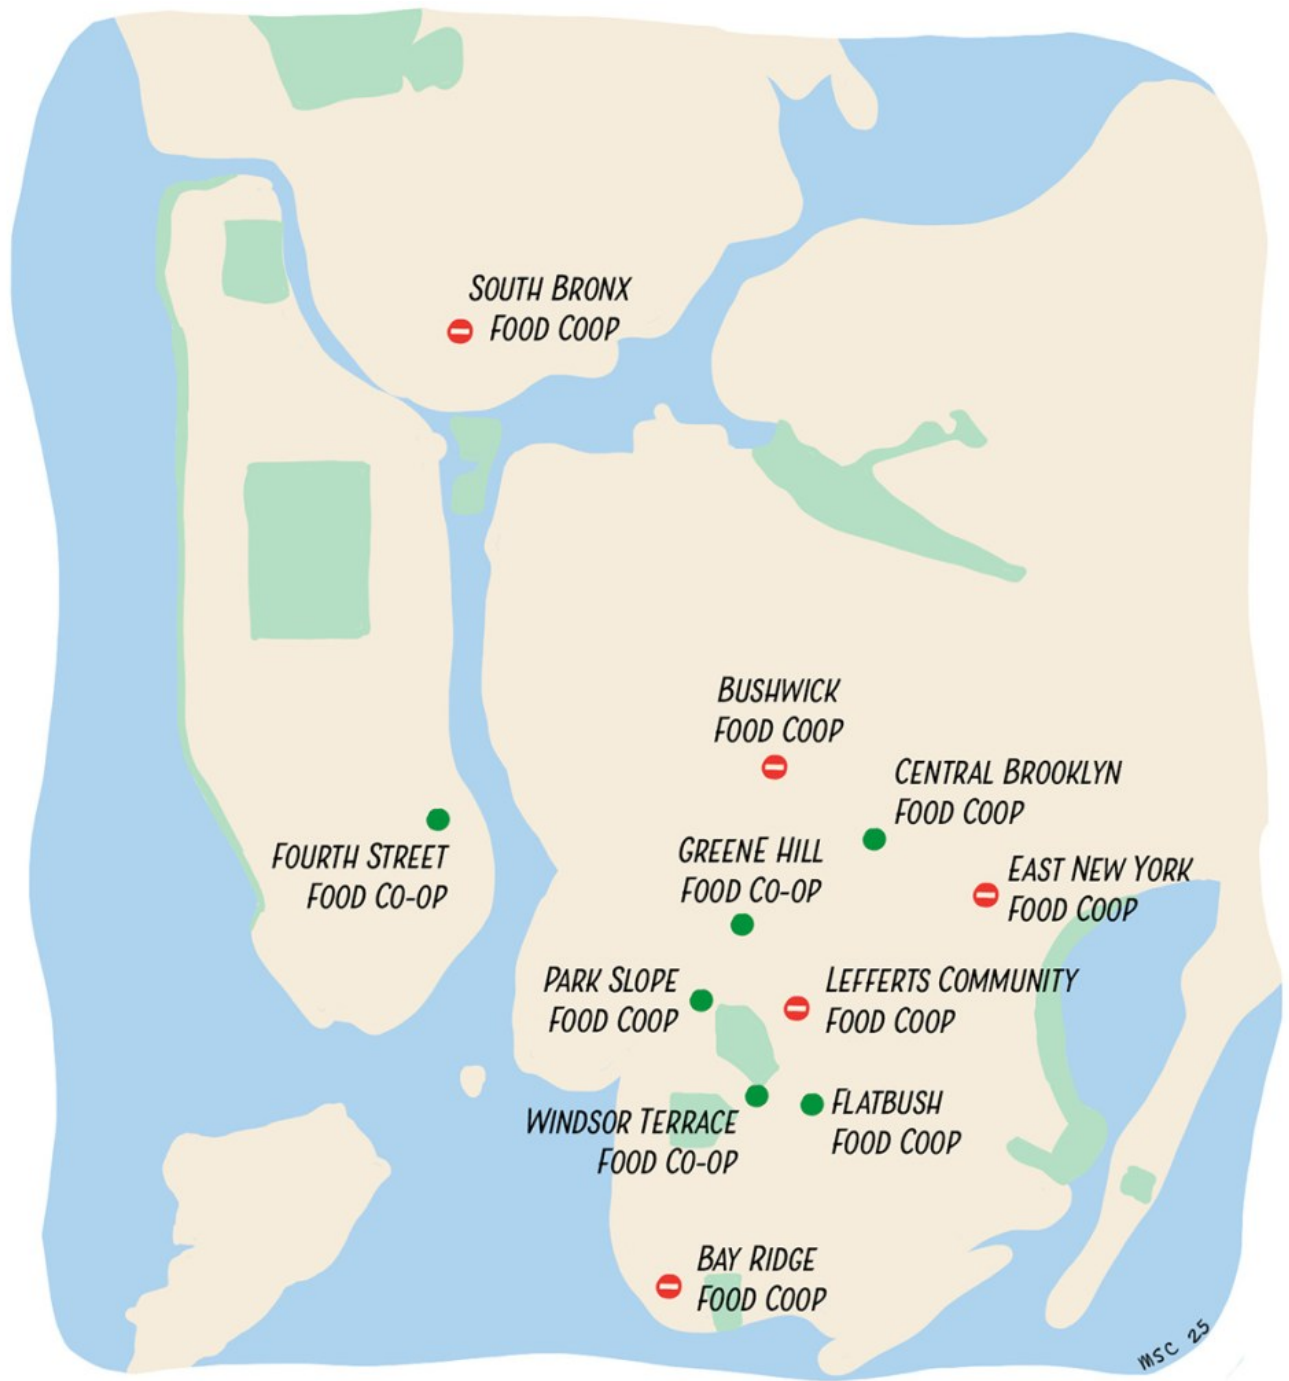 SOUTH BRONX
FOOD COOP
BUSHWICK
FOOD COOP
CENTRAL BROOKLYN
FOOD COOP
FOURTH STREET
FOOD CO-OP
GREENE HILL
FOOD CO-OP
EAST NEW YORK
FOOD COOP
PARK SLOPE
FOOD COOP
LEFFERTS COMMUNITY
FOOD COOP
WINDSOR TERRACE
FOOD CO-OP
FLATBUSH
FOOD COOP
BAY RIDGE
FOOD COOP
MSC 25